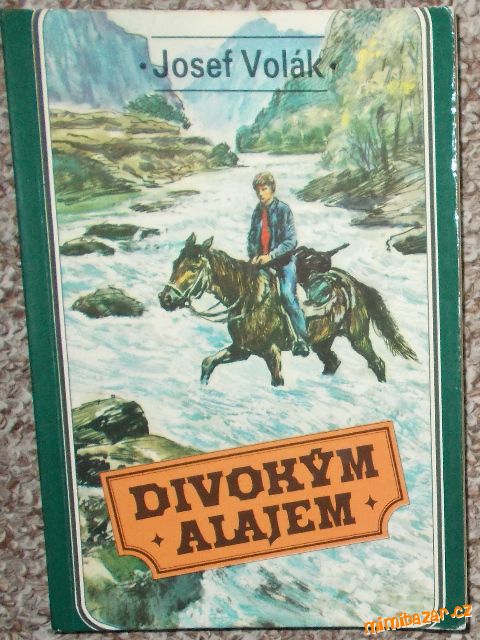 · Josef Volák ·
DIVOKÝM
ALAJEM
mimibazar.cz